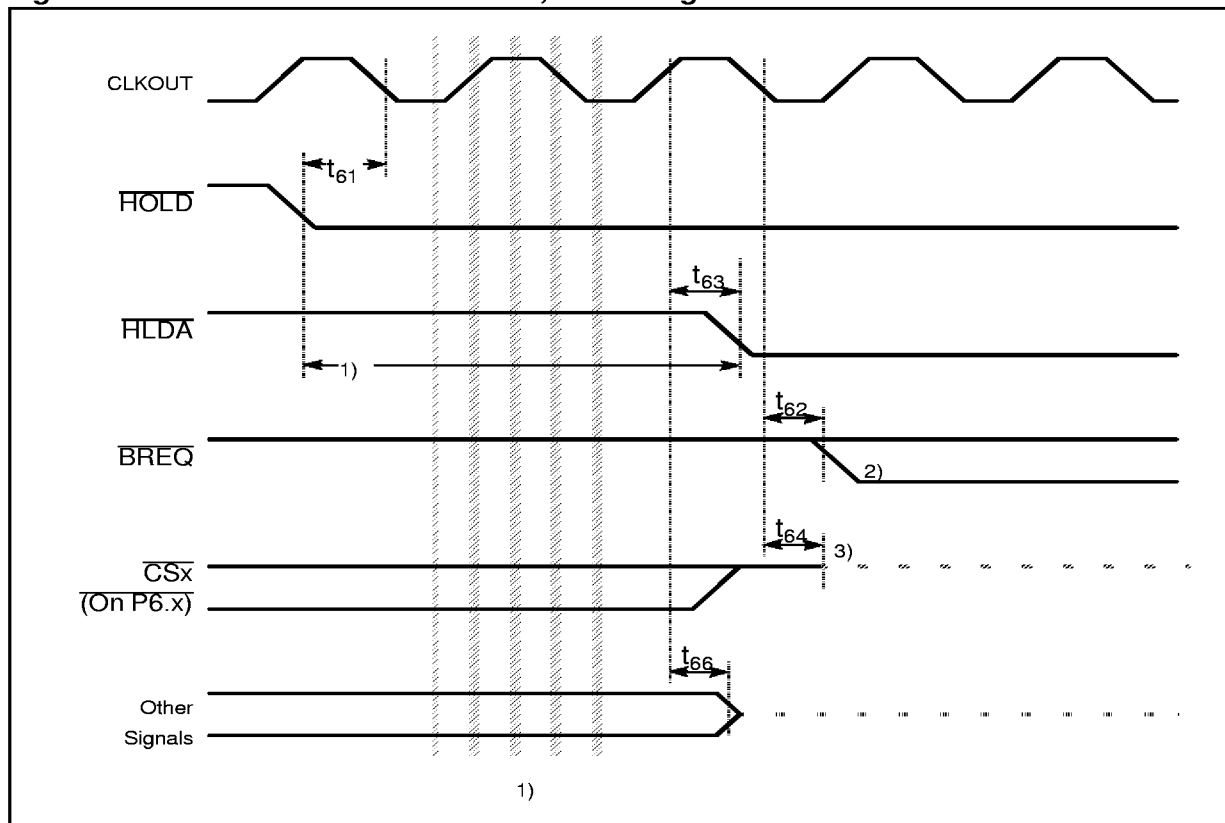 CLKOUT
t61
HOLD
t63
HLDA
1)
t62
BREQ
2)
t64
3)
CSx
(On P6.x)
t66
Other
Signals
1)